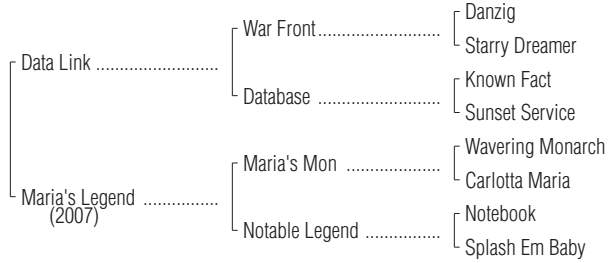 Danzig
War Front..........................
Starry Dreamer
Data Link ..........................
Known Fact
Database ..........................
Sunset Service
Wavering Monarch
Maria's Mon ....................
Carlotta Maria
Maria's Legend ................
(2007)
Notebook
Notable Legend ................
Splash Em Baby